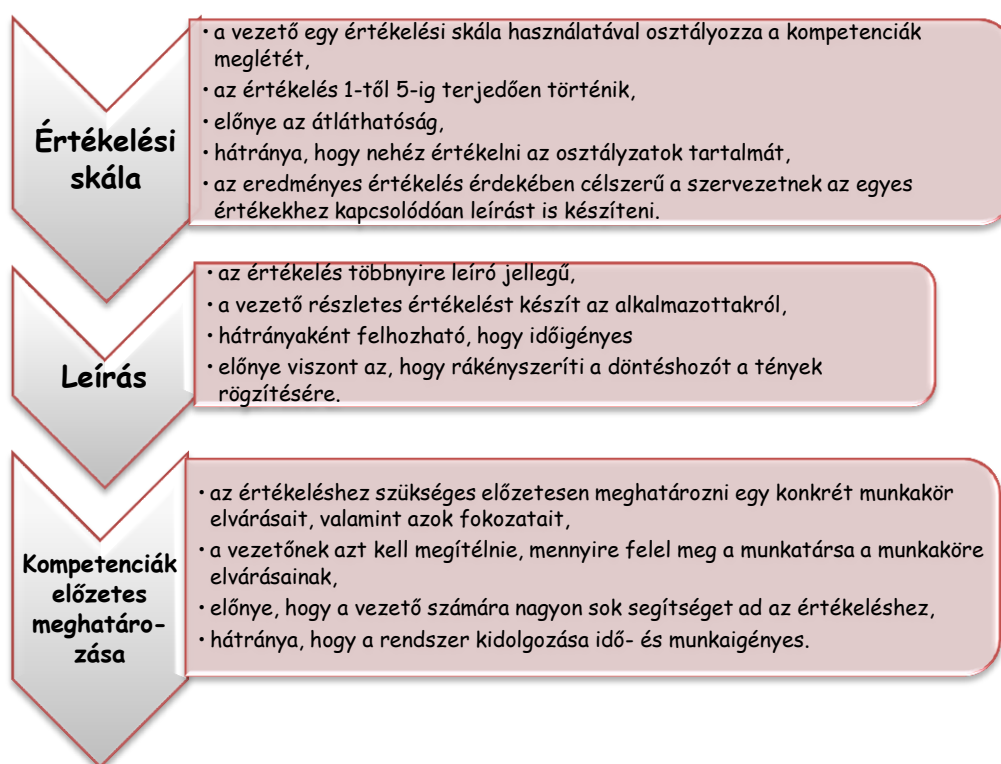 Értékelési
skála
• a vezető egy értékelési skála használatával osztályozza a kompetenciák
meglétét,
• az értékelés 1-től 5-ig terjedően történik,
• előnye az átláthatóság,
• hátránya, hogy nehéz értékelni az osztályzatok tartalmát,
• az eredményes értékelés érdekében célszerű a szervezetnek az egyes
értékekhez kapcsolódóan leírást is készíteni.
Leírás
• az értékelés többnyire leíró jellegű,
• a vezető részletes értékelést készít az alkalmazottakról,
• hátrányaként felhozható, hogy időigényes
• előnye viszont az, hogy rákényszeríti a döntéshozót a tények
rögzítésére.
Kompetenciák
előzetes
meghatáro-
zása
• az értékeléshez szükséges előzetesen meghatározni egy konkrét munkakör
elvárásait, valamint azok fokozatait,
• a vezetőnek azt kell megítélnie, mennyire felel meg a munkatársa a munkaköre
elvárásainak,
• előnye, hogy a vezető számára nagyon sok segítséget ad az értékeléshez,
• hátránya, hogy a rendszer kidolgozása idő- és munkaigényes.